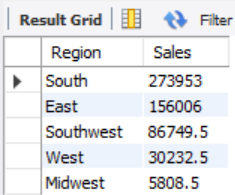 Result Grid Filter
Region Sales
South 273953
East 156006
Southwest 86749.5
West 30232.5
Midwest 5808.5